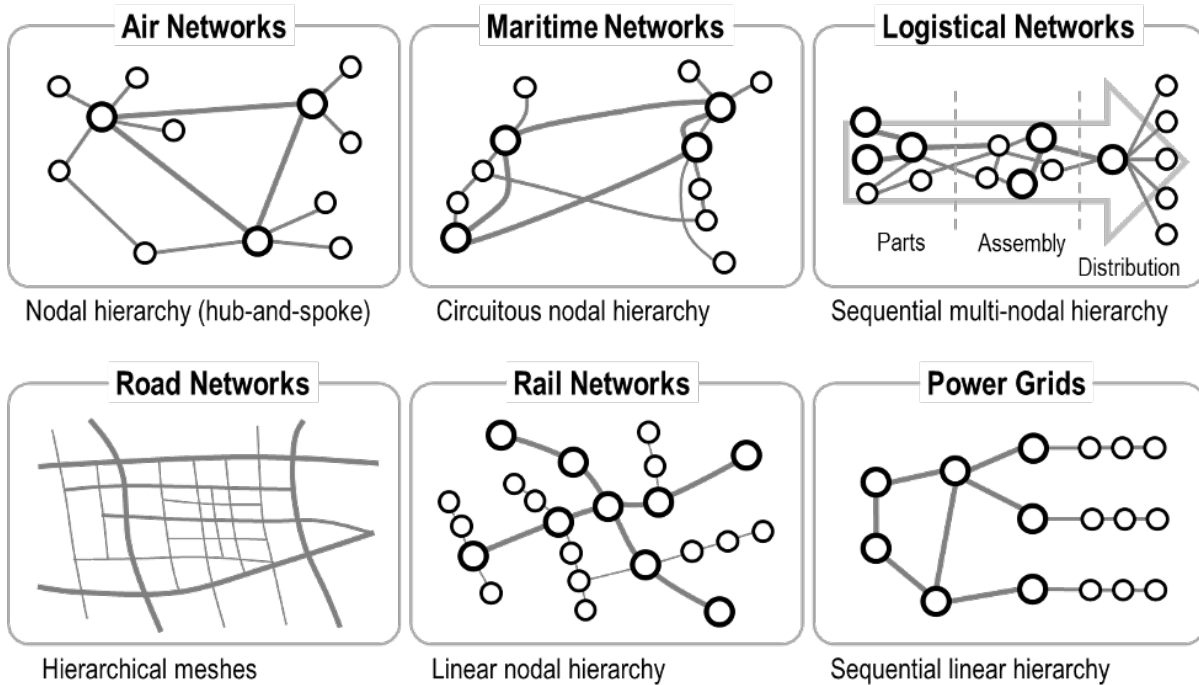 Air Networks
Maritime Networks
Logistical Networks
Parts
Assembly
Distribution
Nodal hierarchy (hub-and-spoke)
Circuitous nodal hierarchy
Sequential multi-nodal hierarchy
Road Networks
Rail Networks
Power Grids
Hierarchical meshes
Linear nodal hierarchy
Sequential linear hierarchy